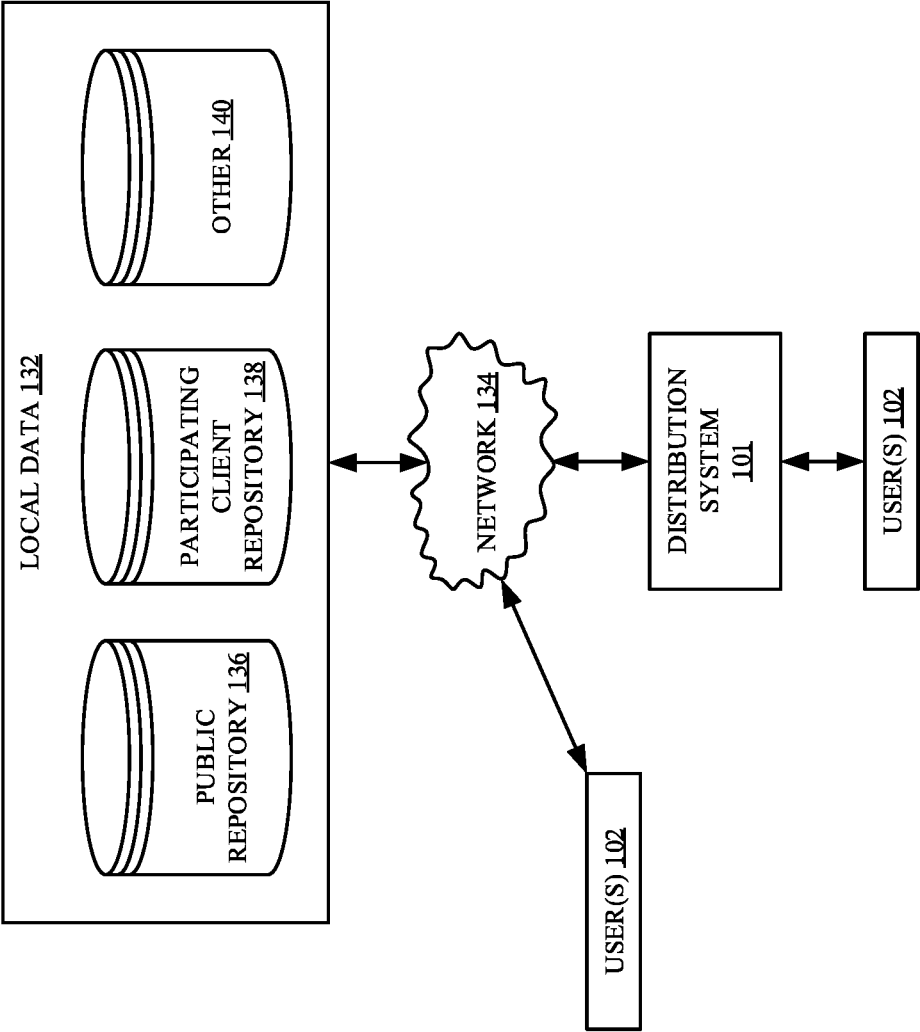 LOCAL DATA 132
PUBLIC
REPOSITORY 136
PARTICIPATING
CLIENT
REPOSITORY 138
OTHER 140
NETWORK 134
USER(S) 102
DISTRIBUTION
SYSTEM
101
USER(S) 102